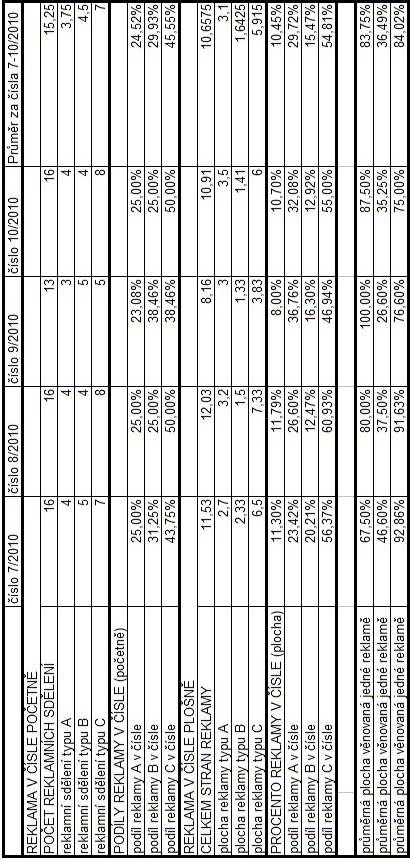 číslo 7/2010 číslo 8/2010 číslo 9/2010 číslo 10/2010 Průměr za čísla 7-10/2010
REKLAMA V ČÍSLE POČETNĚ
POČET REKLAMNÍCH SDĚLENÍ 16 16 13 16 15,25
reklamní sdělení typu A 4 4 3 4 3,75
reklamní sdělení typu B 5 4 5 4 4,5
reklamní sdělení typu C 7 8 5 8 7
PODÍLY REKLAMY V ČÍSLE (početně)
podíl reklamy A v čísle 25,00% 25,00% 23,08% 25,00% 24,52%
podíl reklamy B v čísle 31,25% 25,00% 38,46% 25,00% 29,93%
podíl reklamy C v čísle 43,75% 50,00% 38,46% 50,00% 45,55%
REKLAMA V ČÍSLE PLOŠNĚ
CELKEM STRAN REKLAMY 11,53 12,03 8,16 10,91 10,6575
plocha reklamy typu A 2,7 3,2 3 3,5 3,1
plocha reklamy typu B 2,33 1,5 1,33 1,41 1,6425
plocha reklamy typu C 6,5 7,33 3,83 6 5,915
PROCENTO REKLAMY V ČÍSLE (plocha) 11,30% 11,79% 8,00% 10,70% 10,45%
podíl reklamy A v čísle 23,42% 26,60% 36,76% 32,08% 29,72%
podíl reklamy B v čísle 20,21% 12,47% 16,30% 12,92% 15,47%
podíl reklamy C v čísle 56,37% 60,93% 46,94% 55,00% 54,81%
průměrná plocha věnovaná jedné reklamě 67,50% 80,00% 100,00% 87,50% 83,75%
průměrná plocha věnovaná jedné reklamě 46,60% 37,50% 26,60% 35,25% 36,49%
průměrná plocha věnovaná jedné reklamě 92,86% 91,63% 76,60% 75,00% 84,02%